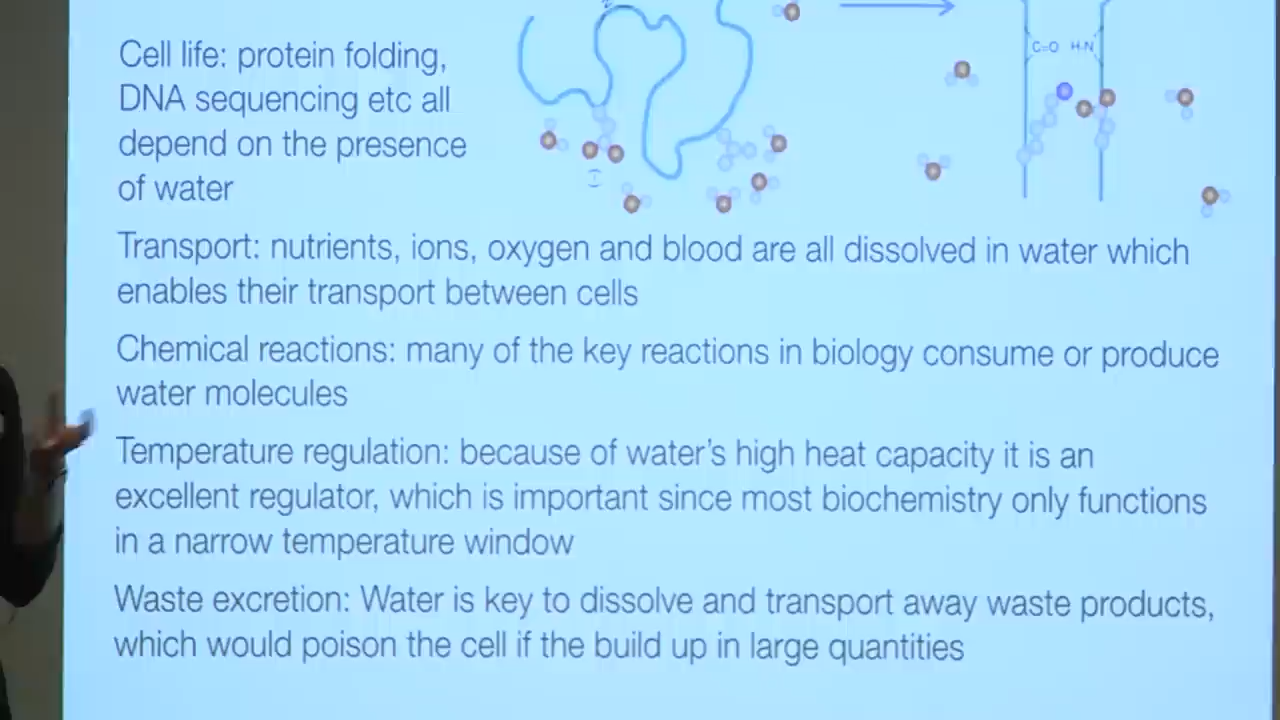 Cell life: protein folding,
DNA sequencing etc all
depend on the presence
of water
C=O H-N
Transport: nutrients, ions, oxygen and blood are all dissolved in water which
enables their transport between cells
Chemical reactions: many of the key reactions in biology consume or produce
water molecules
Temperature regulation: because of water's high heat capacity it is an
excellent regulator, which is important since most biochemistry only functions
in a narrow temperature window
Waste excretion: Water is key to dissolve and transport away waste products,
which would poison the cell if the build up in large quantities